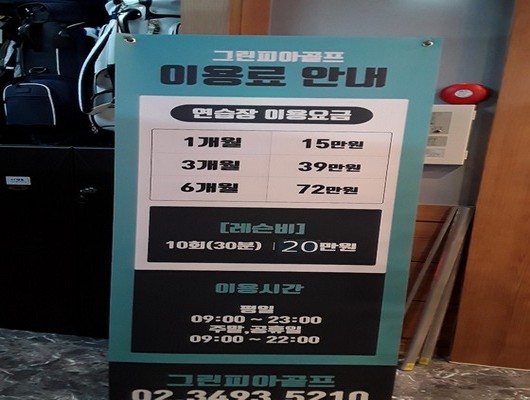 그린피아골프
이용료 안내
연습장 이용요금
1개월 15만원
3개월 39만원
6개월 72만원
[레슨비]
10회(30분) | 20만원
이용시간
평일
09:00 ~ 23:00
주말,공휴일
09:00 ~ 22:00
그린피아골프
02 3493 5210